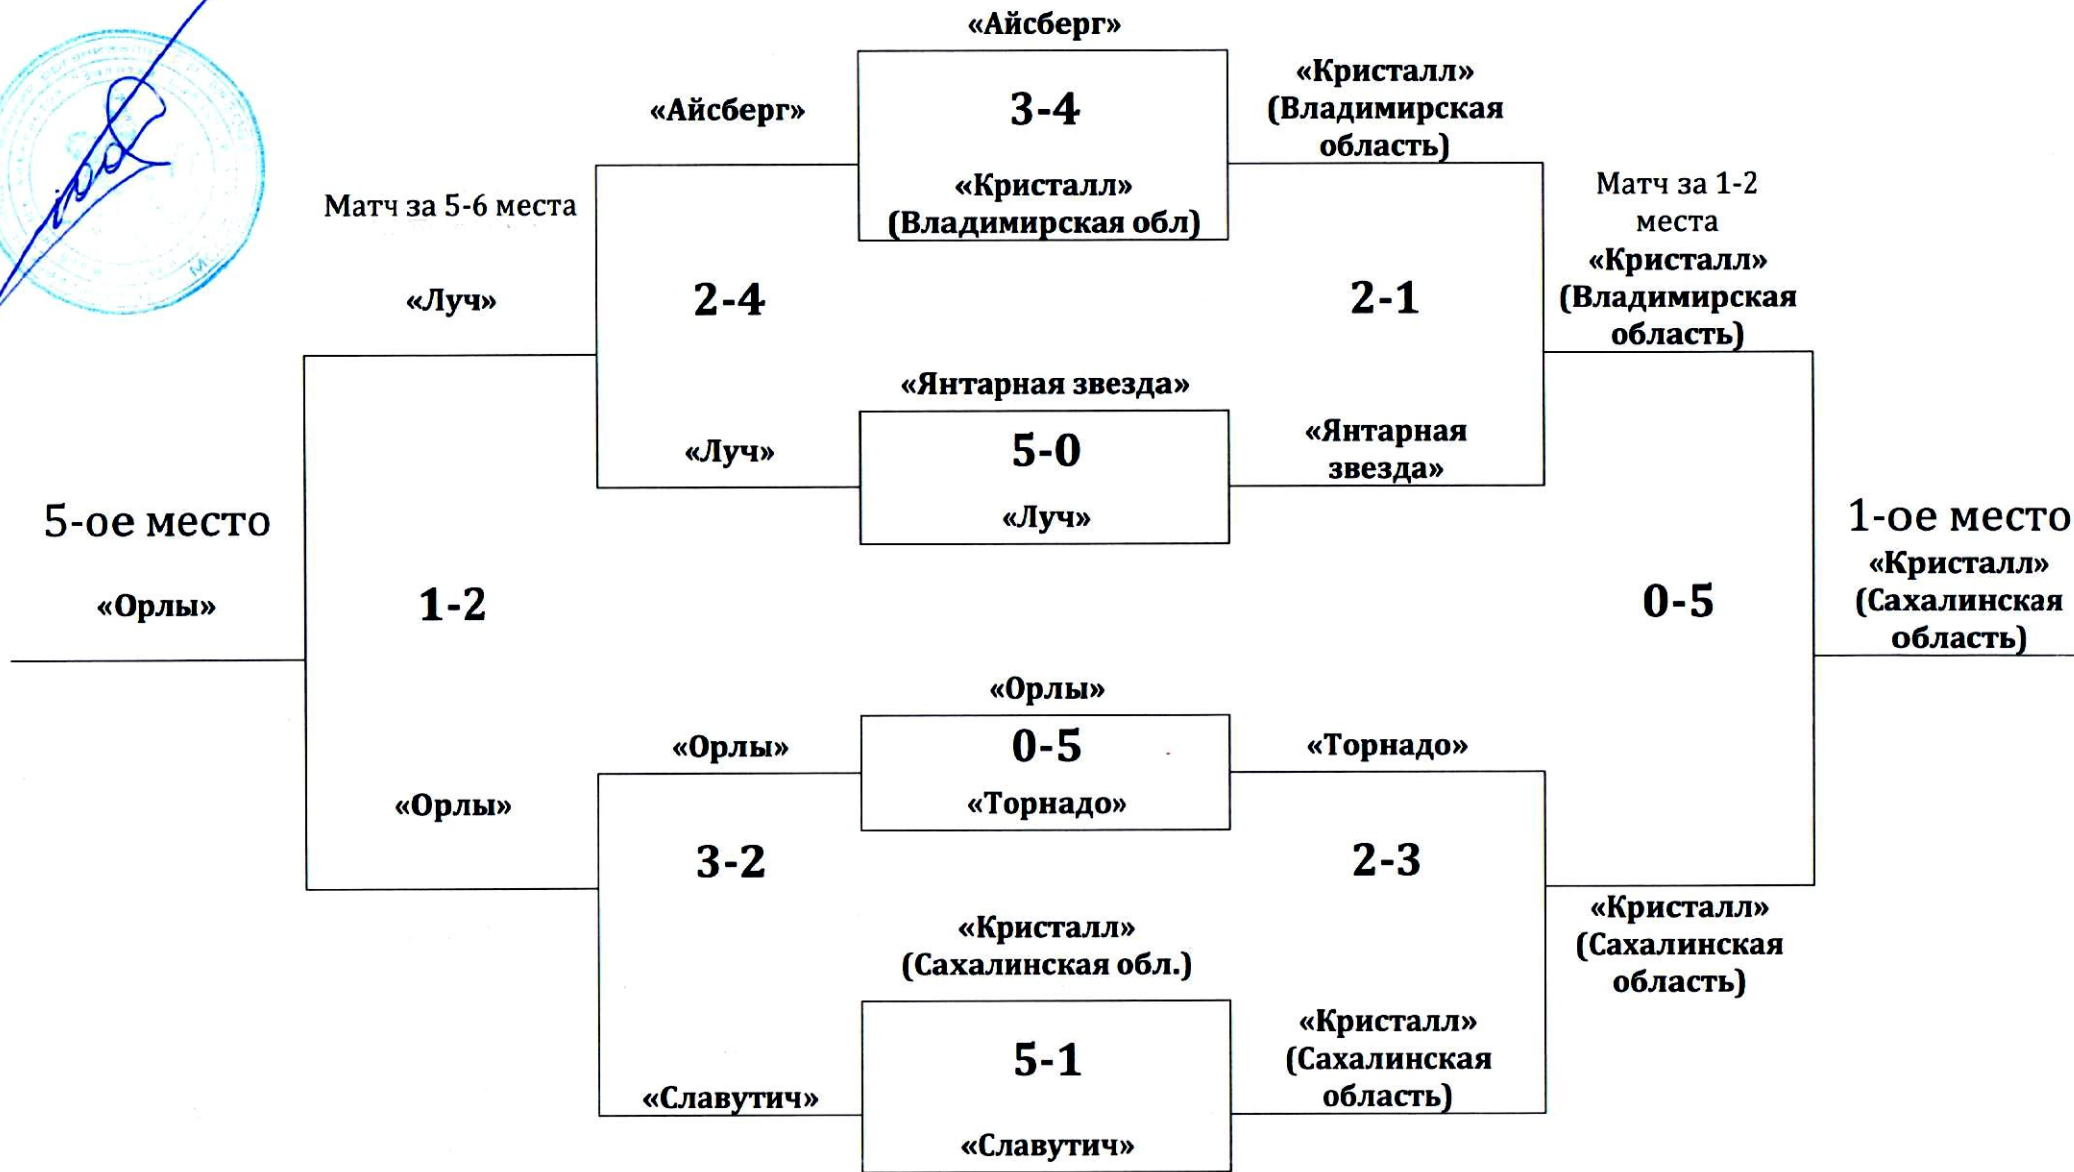 «Айсберг»
3-4
«Кристалл»
(Владимирская обл)
«Айсберг»
«Кристалл»
(Владимирская
область)
Матч за 5-6 места
«Луч»
2-4
2-1
Матч за 1-2
места
«Кристалл»
(Владимирская
область)
«Янтарная звезда»
5-0
«Луч»
«Луч»
«Янтарная
звезда»
5-ое место
«Орлы»
1-2
0-5
1-ое место
«Кристалл»
(Сахалинская
область)
«Орлы»
0-5
«Торнадо»
«Орлы»
«Торнадо»
«Орлы»
3-2
2-3
«Кристалл»
(Сахалинская
область)
«Кристалл»
(Сахалинская обл.)
5-1
«Славутич»
«Славутич»
«Кристалл»
(Сахалинская
область)